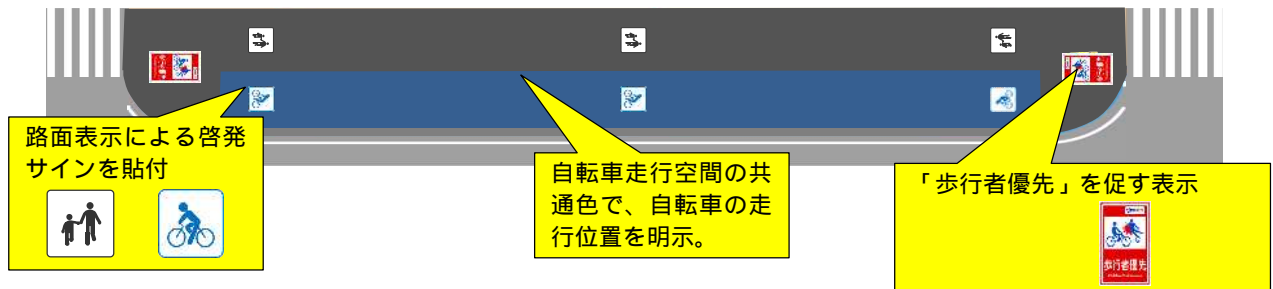 路面表示による啓発
サインを貼付
自転車走行空間の共
通色で、自転車の走
行位置を明示。
「歩行者優先」を促す表示
歩行者優先